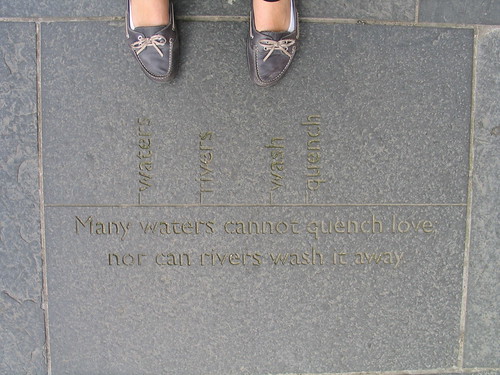 waters
rivers
wash
quench
Many waters cannot quench love,
nor can rivers wash it away.